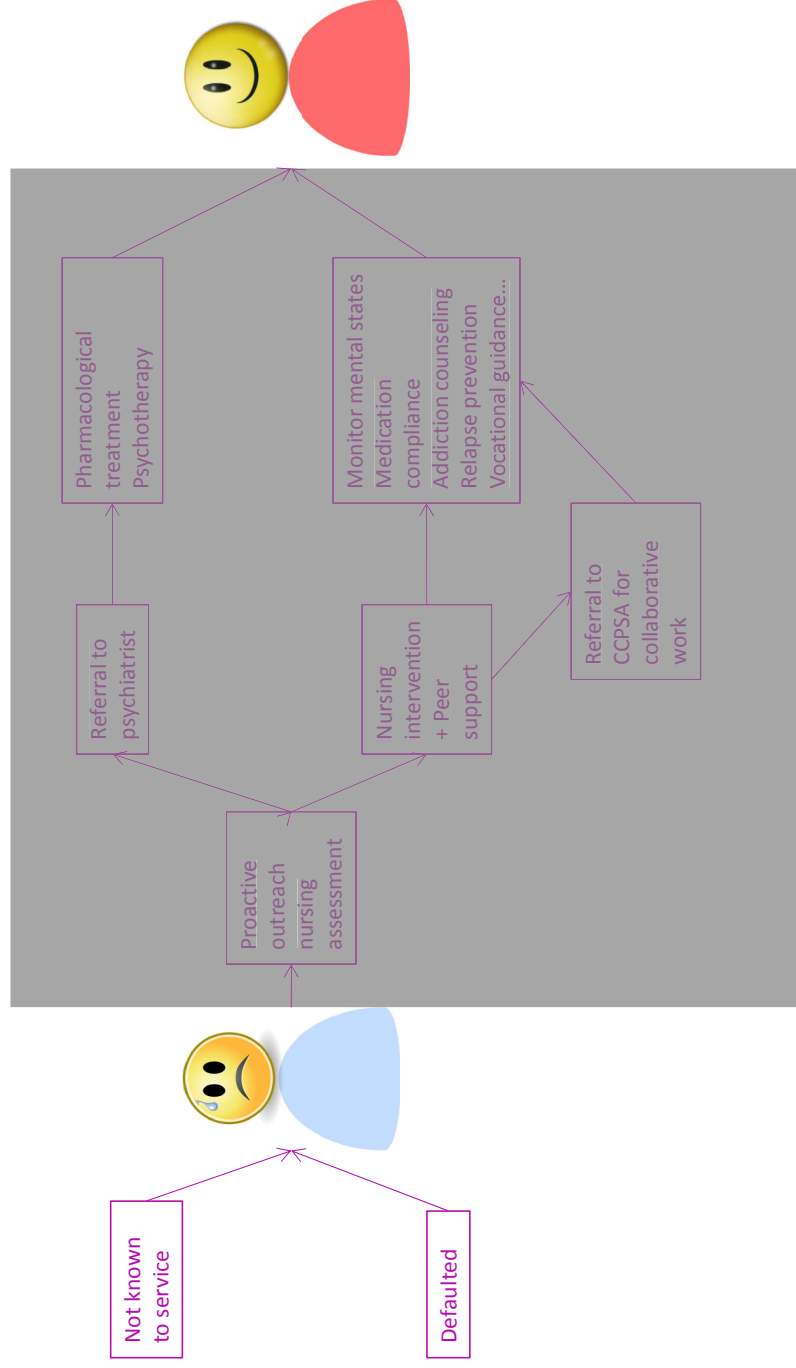 Not known
to service
Defaulted
Proactive
outreach
nursing
assessment
Referral to
psychiatrist
Nursing
intervention
+ Peer
support
Referral to
CCPSA for
collaborative
work
Pharmacological
treatment
Psychotherapy
Monitor mental states
Medication
compliance
Addiction counseling
Relapse prevention
Vocational guidance...